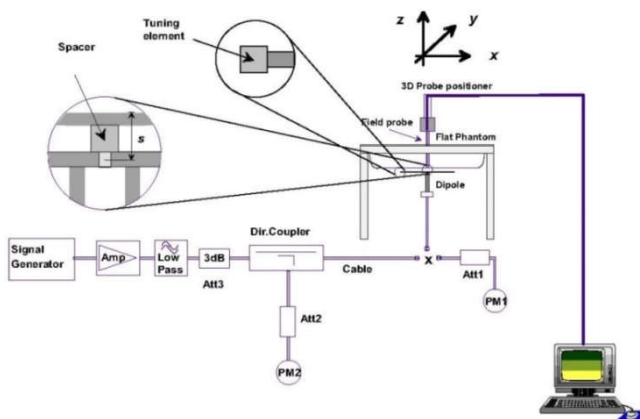 z
y
x
Tuning
element
Spacer
s
3D Probe positioner
Field probe
Flat Phantom
Dipole
Signal
Generator
Amp
Low
Pass
3dB
Att3
Dir.Coupler
Cable
x
Att1
PM1
Att2
PM2